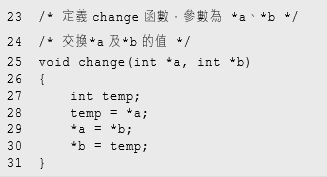 23 /* 定義 change 函數，參數為 *a、*b */
24 /* 交換*a 及*b的值 */
25 void change(int *a, int *b)
26 {
27     int temp;
28     temp = *a;
29     *a = *b;
30     *b = temp;
31 }